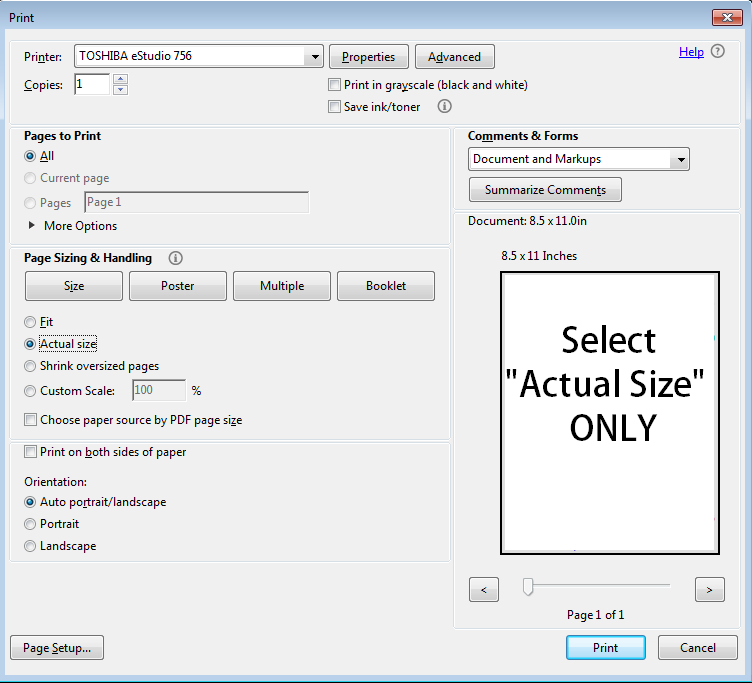 Print
Printer: TOSHIBA eStudio 756 Properties Advanced Help ?
Copies: 1 Print in grayscale (black and white)
Save ink/toner i
Pages to Print
All
Current page
Pages Page 1
More Options
Page Sizing & Handling i
Size Poster Multiple Booklet
Fit
Actual size
Shrink oversized pages
Custom Scale: 100 %
Choose paper source by PDF page size
Print on both sides of paper
Orientation:
Auto portrait/landscape
Portrait
Landscape
Comments & Forms
Document and Markups
Summarize Comments
Document: 8.5 x 11.0in
8.5 x 11 Inches
Select
"Actual Size"
ONLY
< >
Page 1 of 1
Page Setup... Print Cancel